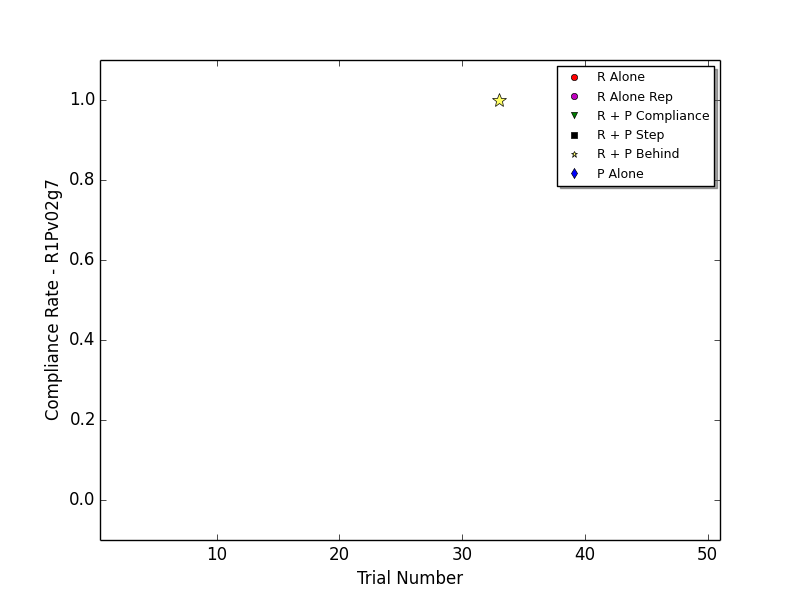 R Alone
R Alone Rep
R + P Compliance
R + P Step
R + P Behind
P Alone
1.0
0.8
0.6
0.4
0.2
0.0
Compliance Rate - R1Pv02g7
10 20 30 40 50
Trial Number